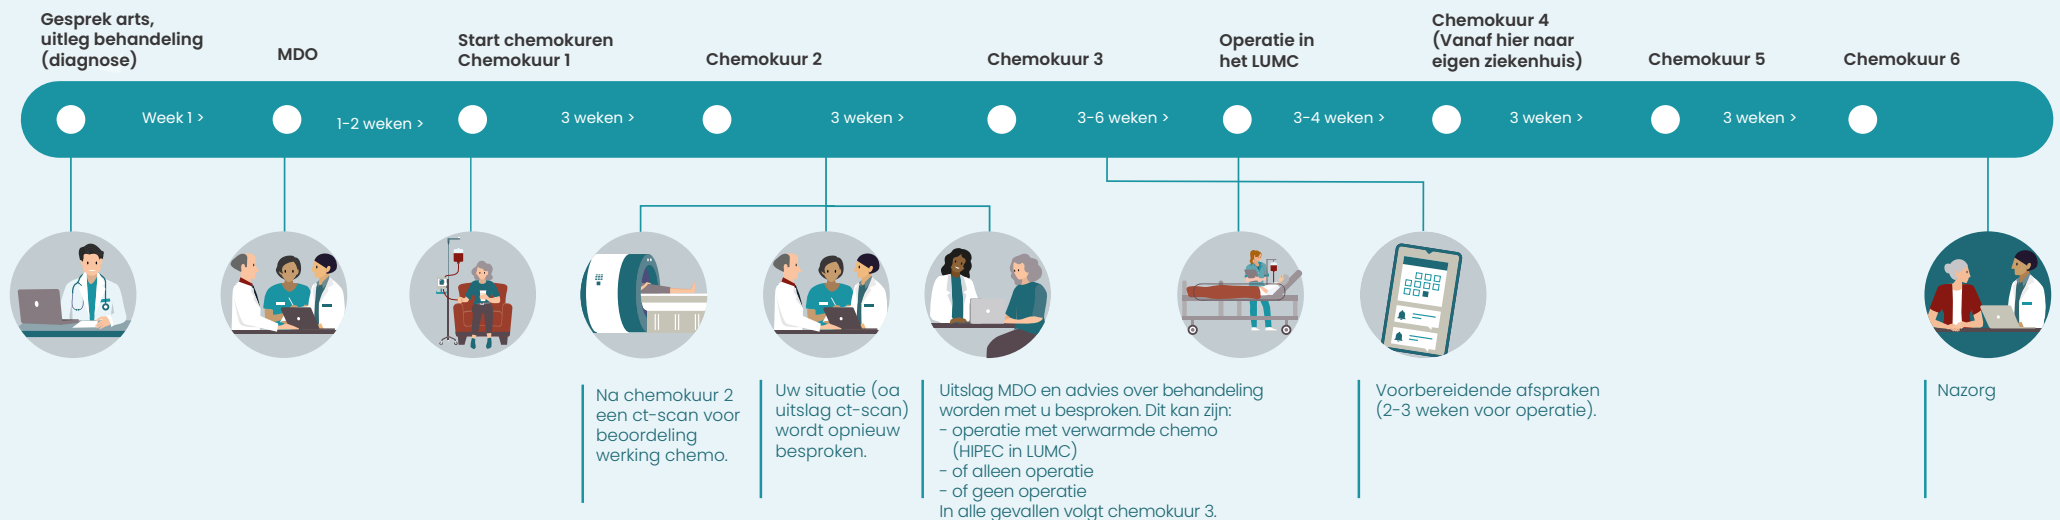 Gesprek arts,
uitleg behandeling
(diagnose)
MDO
Start chemokuren
Chemokuur 1
Chemokuur 2
Chemokuur 3
Operatie in
het LUMC
Chemokuur 4
(Vanaf hier naar
eigen ziekenhuis)
Chemokuur 5
Chemokuur 6
Week 1 >
1-2 weken >
3 weken >
3 weken >
3-6 weken >
3-4 weken >
3 weken >
3 weken >
Na chemokuur 2
een ct-scan voor
beoordeling
werking chemo.
Uw situatie (oa
uitslag ct-scan)
wordt opnieuw
besproken.
Uitslag MDO en advies over behandeling
worden met u besproken. Dit kan zijn:
- operatie met verwarmde chemo
(HIPEC in LUMC)
- of alleen operatie
- of geen operatie
In alle gevallen volgt chemokuur 3.
Voorbereidende afspraken
(2-3 weken voor operatie).
Nazorg